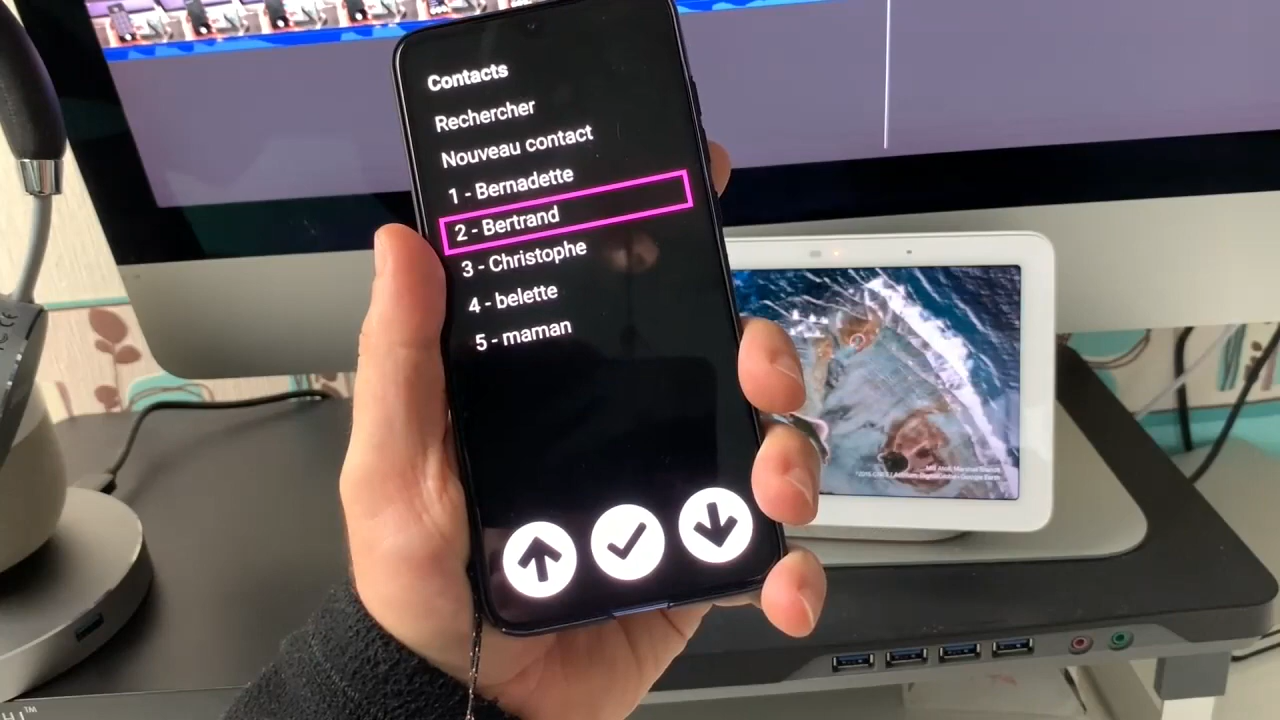 Contacts
Rechercher
Nouveau contact
1 - Bernadette
2 - Bertrand
3 - Christophe
4 - belette
5 - maman